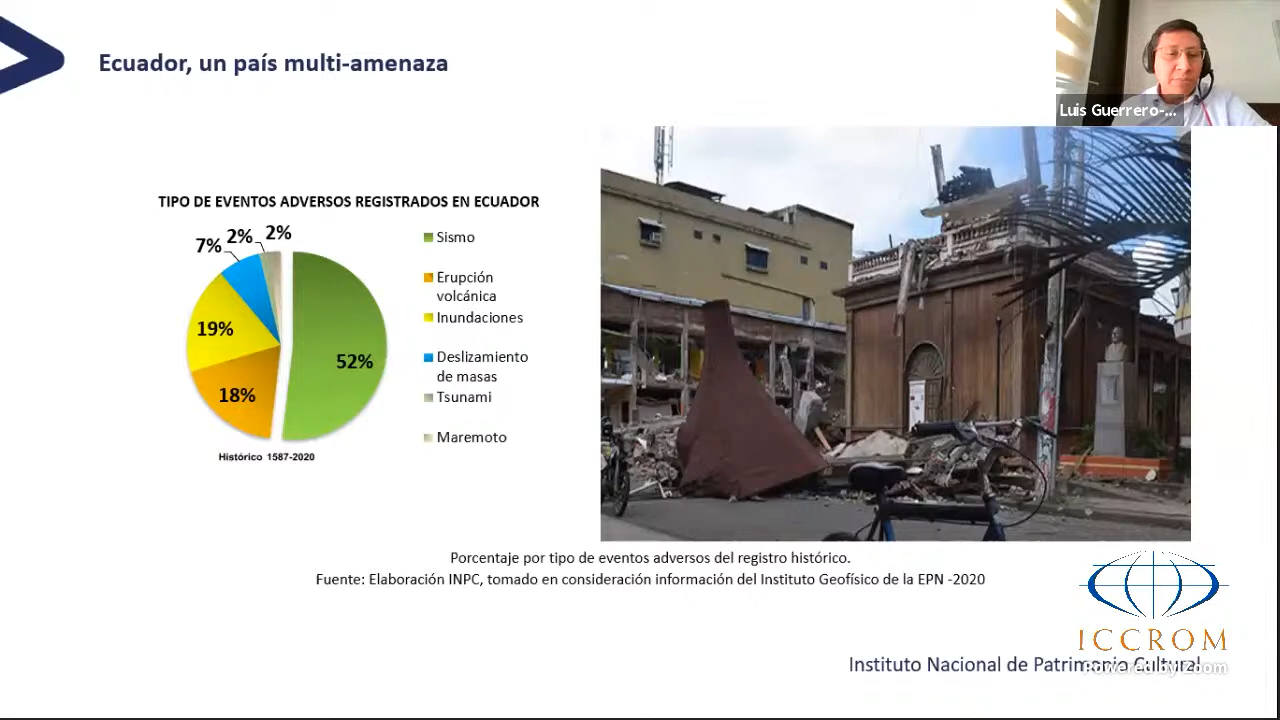 Ecuador, un país multi-amenaza
Luis Guerrero-...
TIPO DE EVENTOS ADVERSOS REGISTRADOS EN ECUADOR
7%
2%
2%
19%
52%
18%
Sismo
Erupción
volcánica
Inundaciones
Deslizamiento
de masas
Tsunami
Maremoto
Histórico 1587-2020
Porcentaje por tipo de eventos adversos del registro histórico.
Fuente: Elaboración INPC, tomado en consideración información del Instituto Geofísico de la EPN -2020
ICCROM
Instituto Nacional de Patrimonio Cultural
Powered by Zoom